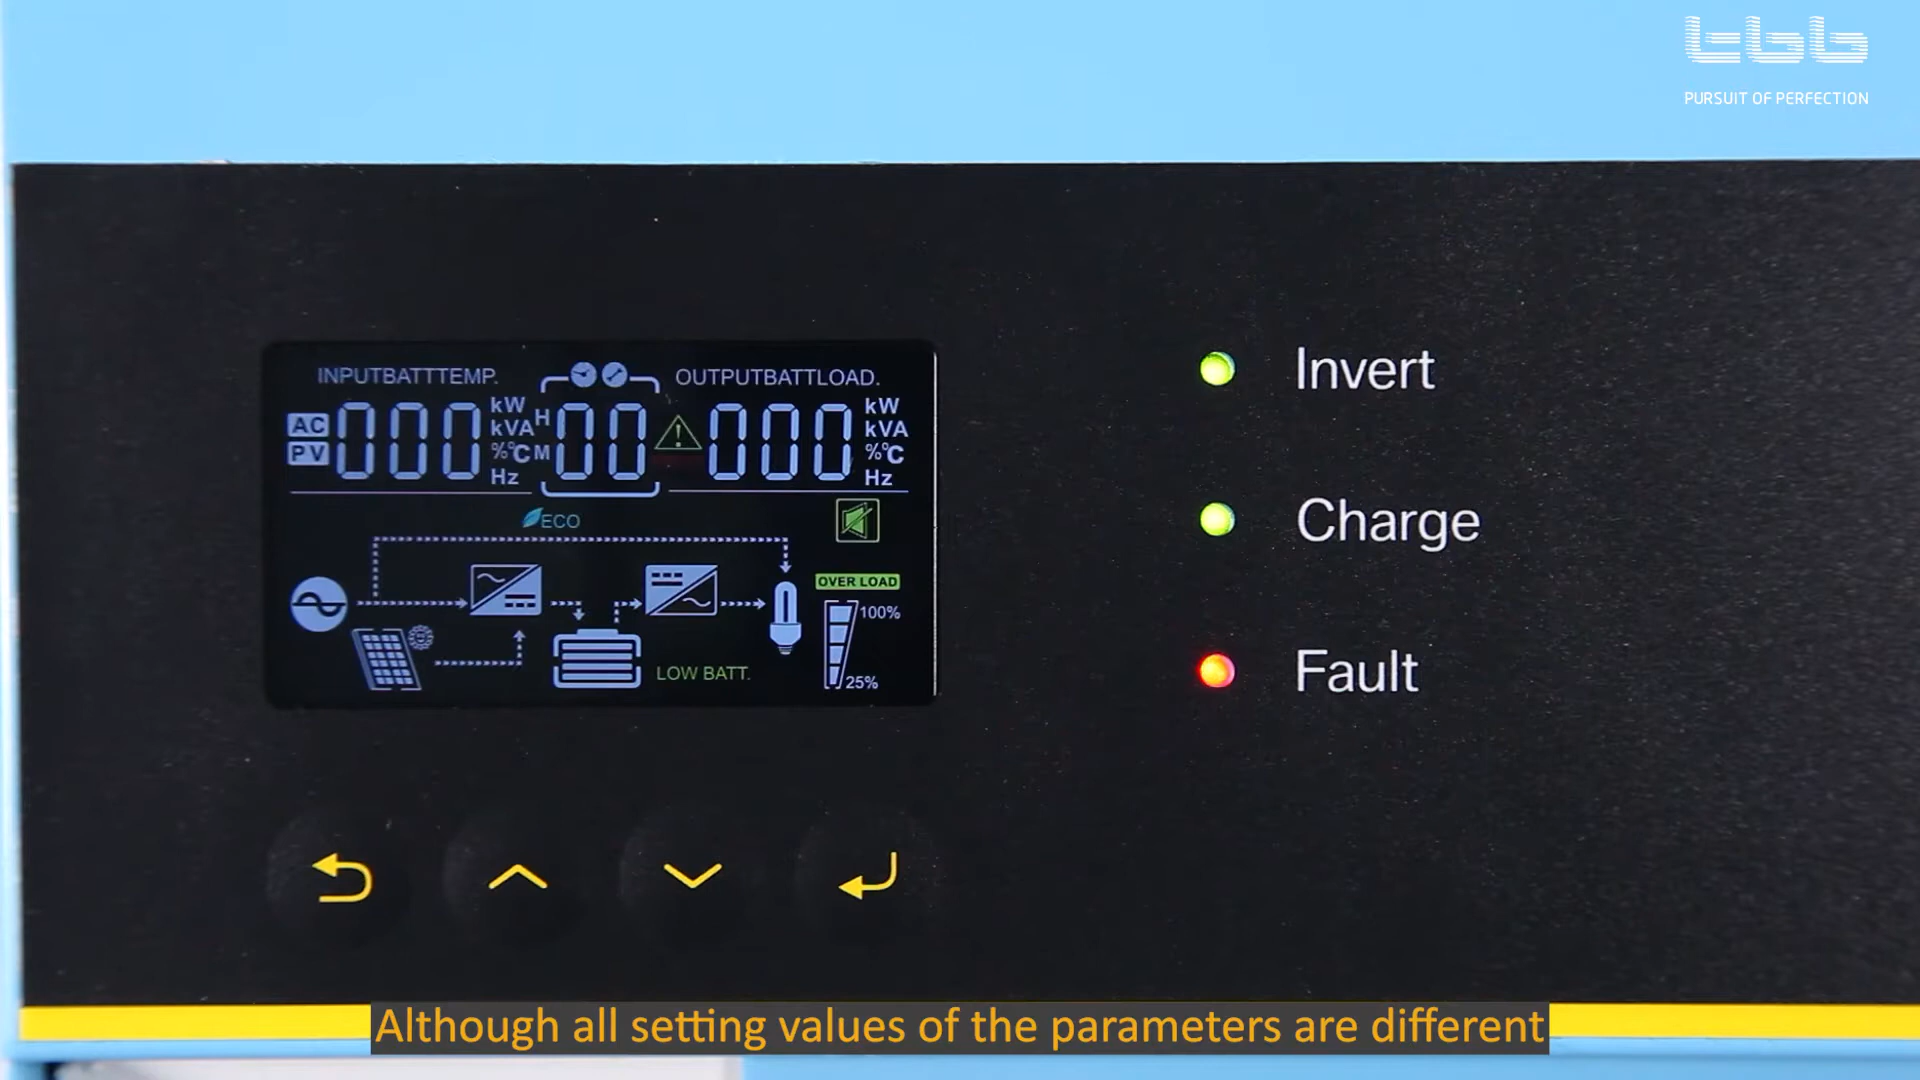 tbb
PURSUIT OF PERFECTION
INPUTBATTTEMP.
OUTPUTBATTLOAD.
AC
PV
000
kW
kVA
%°C
Hz
H
M
00
000
kW
kVA
%°C
Hz
ECO
OVER LOAD
100%
25%
LOW BATT.
Invert
Charge
Fault
Although all setting values of the parameters are different